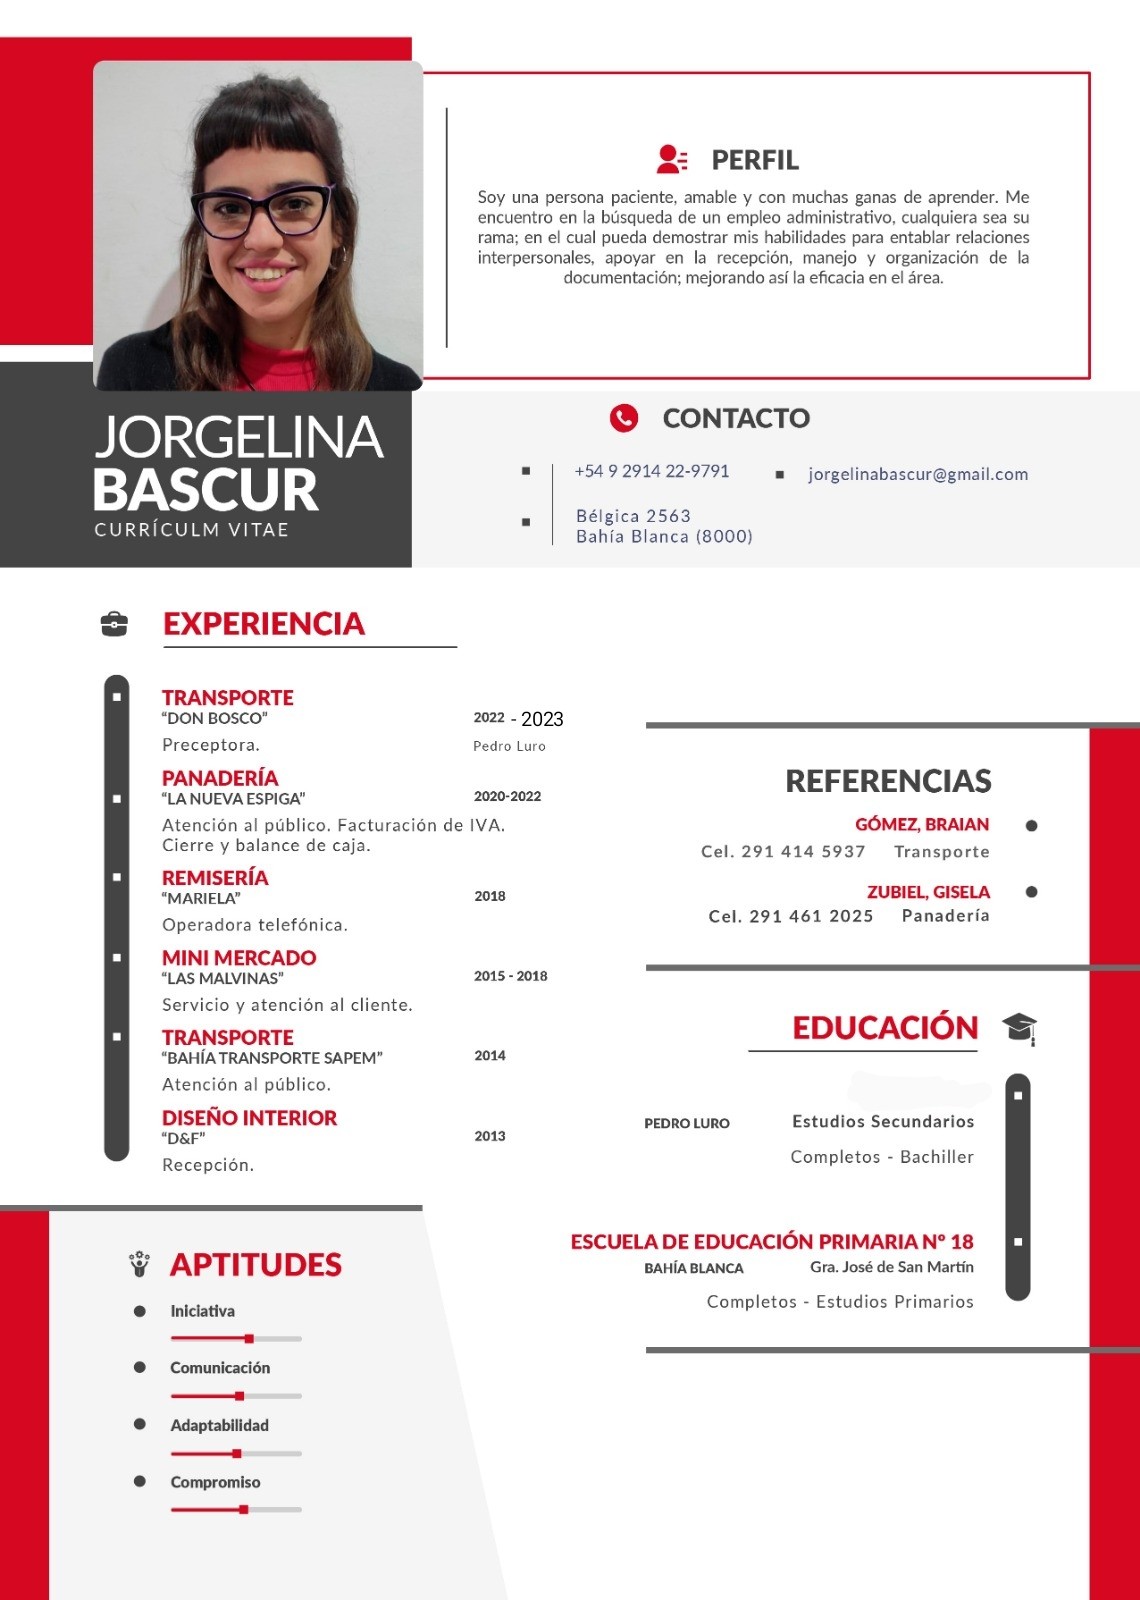 PERFIL
Soy una persona paciente, amable y con muchas ganas de aprender. Me
encuentro en la búsqueda de un empleo administrativo, cualquiera sea su
rama; en el cual pueda demostrar mis habilidades para entablar relaciones
interpersonales, apoyar en la recepción, manejo y organización de la
documentación; mejorando así la eficacia en el área.
JORGELINA
BASCUR
CURRÍCULM VITAE
CONTACTO
+54 9 2914 22-9791
jorgelinabascur@gmail.com
Bélgica 2563
Bahía Blanca (8000)
EXPERIENCIA
TRANSPORTE
“DON BOSCO” 2022 - 2023
Preceptora. Pedro Luro
PANADERÍA
“LA NUEVA ESPIGA” 2020-2022
Atención al público. Facturación de IVA.
Cierre y balance de caja.
REMISERÍA
“MARIELA” 2018
Operadora telefónica.
MINI MERCADO
“LAS MALVINAS” 2015 - 2018
Servicio y atención al cliente.
TRANSPORTE
“BAHÍA TRANSPORTE SAPEM” 2014
Atención al público.
DISEÑO INTERIOR
“D&F” 2013
Recepción.
REFERENCIAS
GÓMEZ, BRAIAN
Cel. 291 414 5937 Transporte
ZUBIEL, GISELA
Cel. 291 461 2025 Panadería
EDUCACIÓN
PEDRO LURO Estudios Secundarios
Completos - Bachiller
ESCUELA DE EDUCACIÓN PRIMARIA Nº 18
BAHÍA BLANCA Gra. José de San Martín
Completos - Estudios Primarios
APTITUDES
Iniciativa
Comunicación
Adaptabilidad
Compromiso